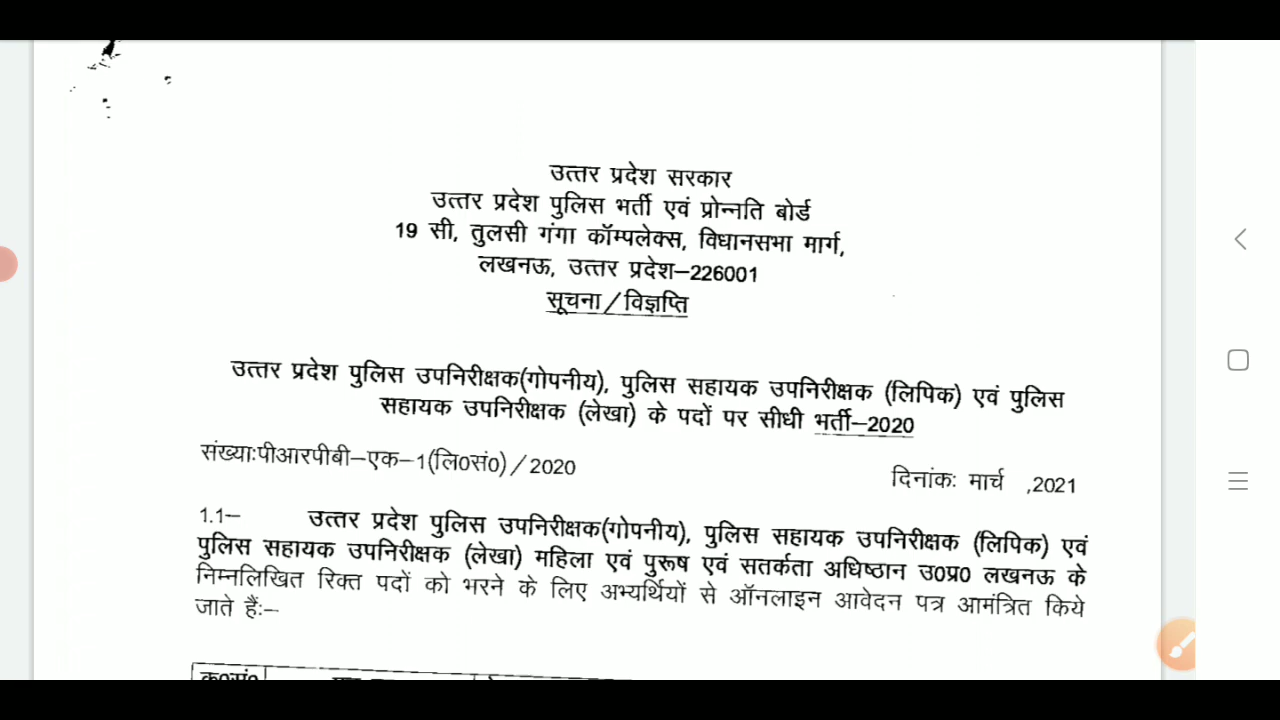 उत्तर प्रदेश सरकार
उत्तर प्रदेश पुलिस भर्ती एवं प्रोन्नति बोर्ड
19 सी, तुलसी गंगा कॉम्पलेक्स, विधानसभा मार्ग,
लखनऊ, उत्तर प्रदेश–226001
सूचना/विज्ञप्ति
उत्तर प्रदेश पुलिस उपनिरीक्षक(गोपनीय), पुलिस सहायक उपनिरीक्षक (लिपिक) एवं पुलिस
सहायक उपनिरीक्षक (लेखा) के पदों पर सीधी भर्ती–2020
संख्याःपीआरपीबी–एक–1(लि0सं0)/2020 दिनांकः मार्च ,2021
1.1– उत्तर प्रदेश पुलिस उपनिरीक्षक(गोपनीय), पुलिस सहायक उपनिरीक्षक (लिपिक) एवं
पुलिस सहायक उपनिरीक्षक (लेखा) महिला एवं पुरूष एवं सतर्कता अधिष्ठान उ0प्र0 लखनऊ के
निम्नलिखित रिक्त पदों को भरने के लिए अभ्यर्थियों से ऑनलाइन आवेदन पत्र आमंत्रित किये
जाते हैंः–
क0सं0